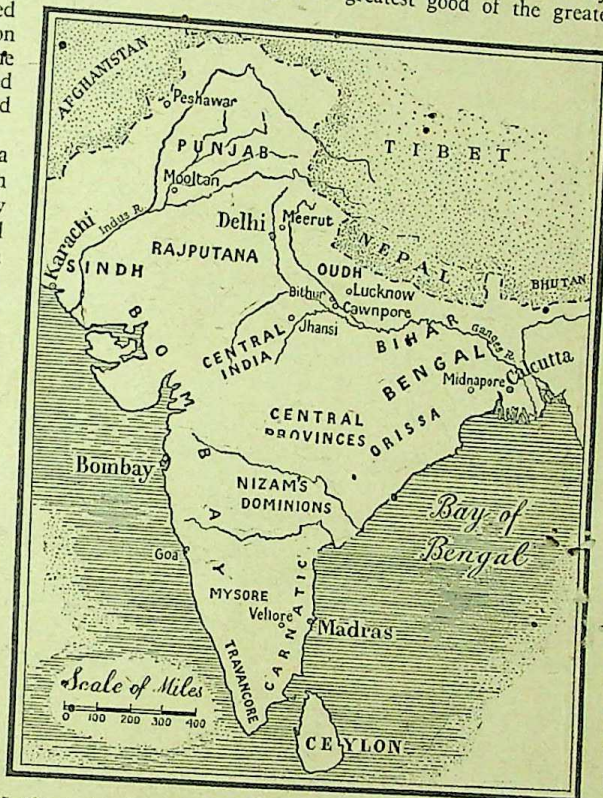 greatest good of the greate
ed
on
d
d
a
n
y
AFGHANISTAN
Peshawar
PUNJAB
TIBET
Mooltan
Indus R.
Karachi
SINDH
Delhi
Meerut
RAJPUTANA
NEPAL
OUDH
BHUTAN
Lucknow
Bithur
Cawnpore
Jhansi
CENTRAL
INDIA
BIHAR
Ganges R.
BENGAL
Calcutta
Midnapore
BOMBAY
CENTRAL
PROVINCES
ORISSA
Bombay
NIZAM'S
DOMINIONS
Bay of
Bengal
Goa
MYSORE
Vellore
CARNATIC
Madras
TRAVANCORE
Scale of Miles
0 100 200 300 400
CEYLON